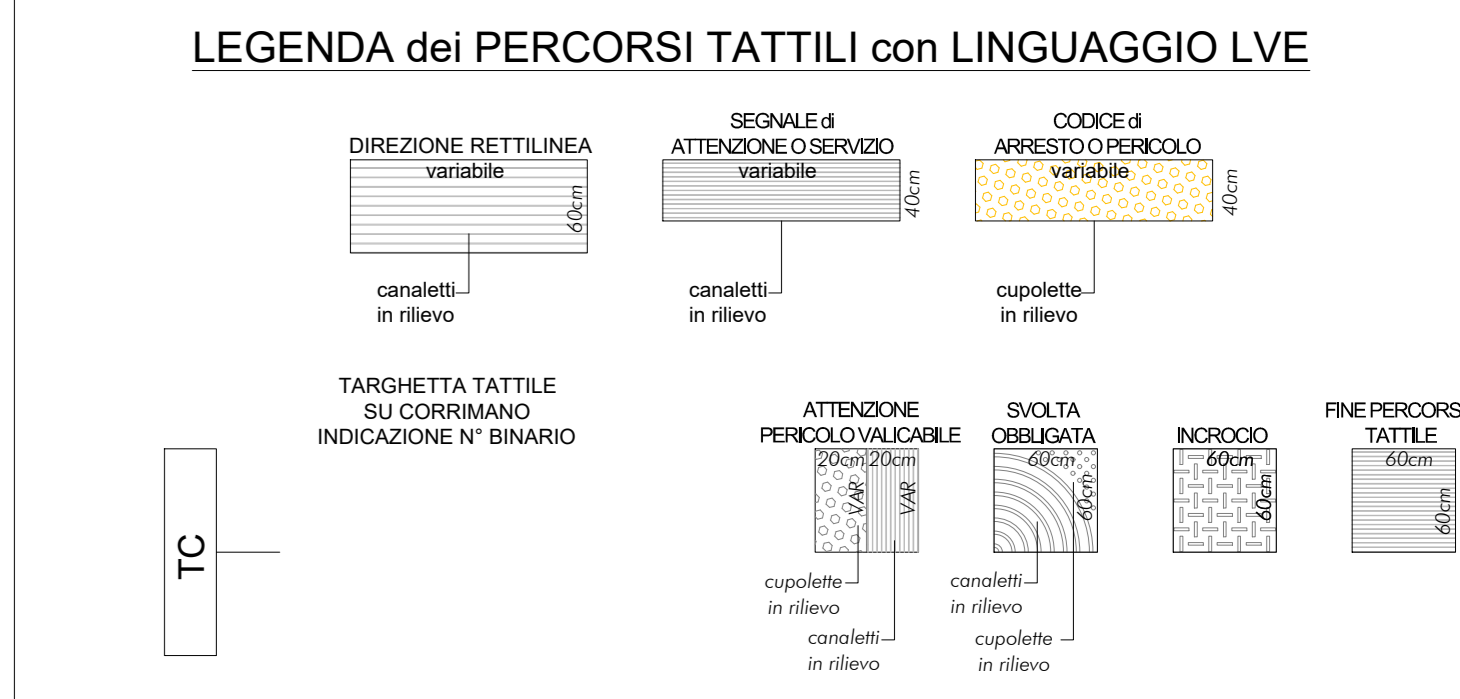 LEGENDA dei PERCORSI TATTILI con LINGUAGGIO LVE
DIREZIONE RETTILINEA
variabile
60cm
canaletti
in rilievo
SEGNALE di
ATTENZIONE O SERVIZIO
variabile
40cm
canaletti
in rilievo
CODICE di
ARRESTO O PERICOLO
variabile
40cm
cupolette
in rilievo
TARGHETTA TATTILE
SU CORRIMANO
INDICAZIONE N° BINARIO
TC
ATTENZIONE
PERICOLO VALICABILE
20cm 20cm
VAR VAR
cupolette
in rilievo
canaletti
in rilievo
SVOLTA
OBBLIGATA
60cm
60cm
canaletti
in rilievo
cupolette
in rilievo
INCROCIO
60cm
60cm
FINE PERCORS
TATTILE
60cm
60cm